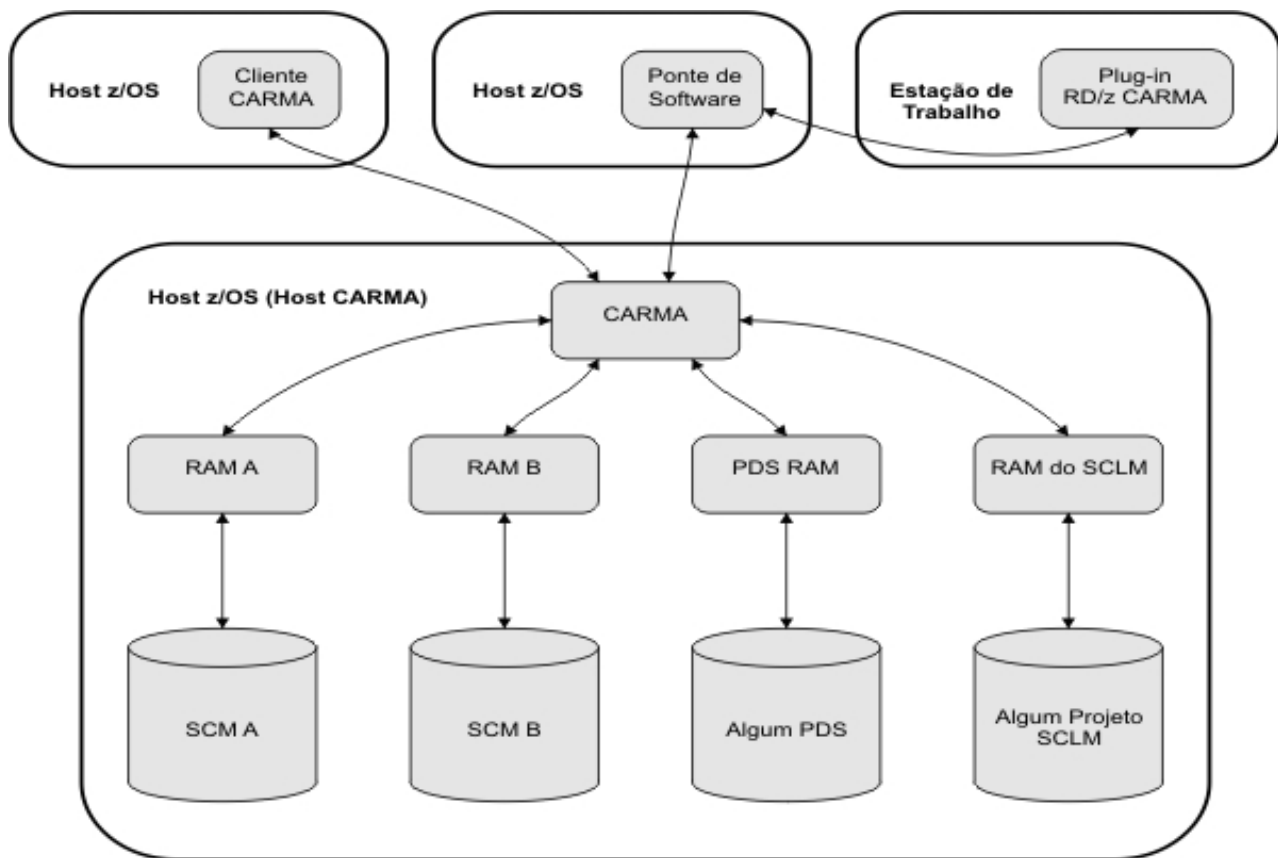 Host z/OS
Cliente
CARMA
Host z/OS
Ponte de
Software
Estação de
Trabalho
Plug-in
RD/z CARMA
Host z/OS (Host CARMA)
CARMA
RAM A
RAM B
PDS RAM
RAM do SCLM
SCM A
SCM B
Algum PDS
Algum Projeto
SCLM